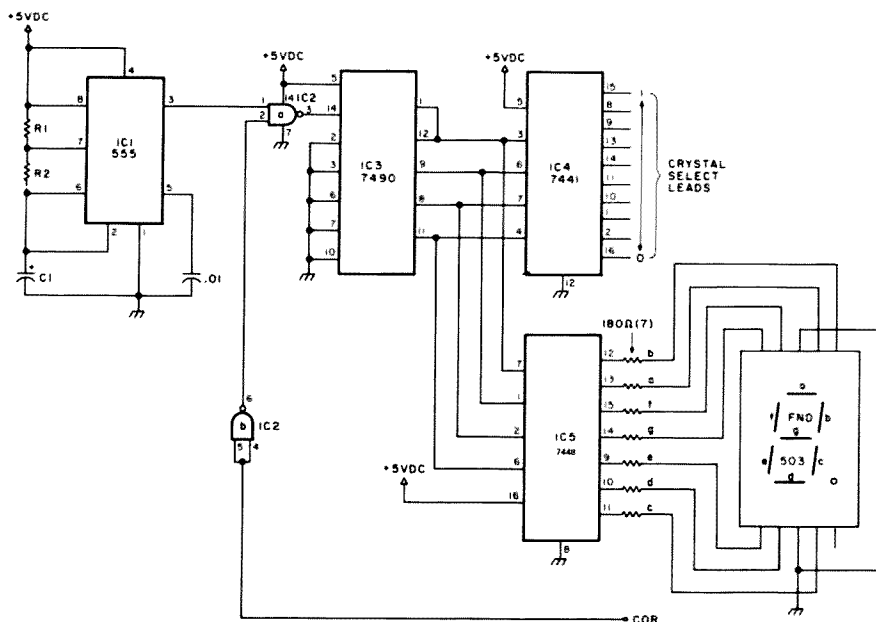 +5VDC
4
8
3
R1
7
IC1
555
R2
6
5
2
1
C1
.01
+5VDC
14
IC2
1
2
a
3
7
5
14
2
3
6
7
10
IC3
7490
1
12
9
8
11
+5VDC
5
3
6
7
4
IC4
7441
12
15
8
9
13
14
11
10
1
2
16
1
0
CRYSTAL
SELECT
LEADS
6
b
IC2
5
4
+5VDC
7
1
2
6
16
IC5
7448
8
180Ω(7)
12
b
13
a
15
f
14
g
9
e
10
d
11
c
a
f
FND
b
g
e
503
c
d
COR